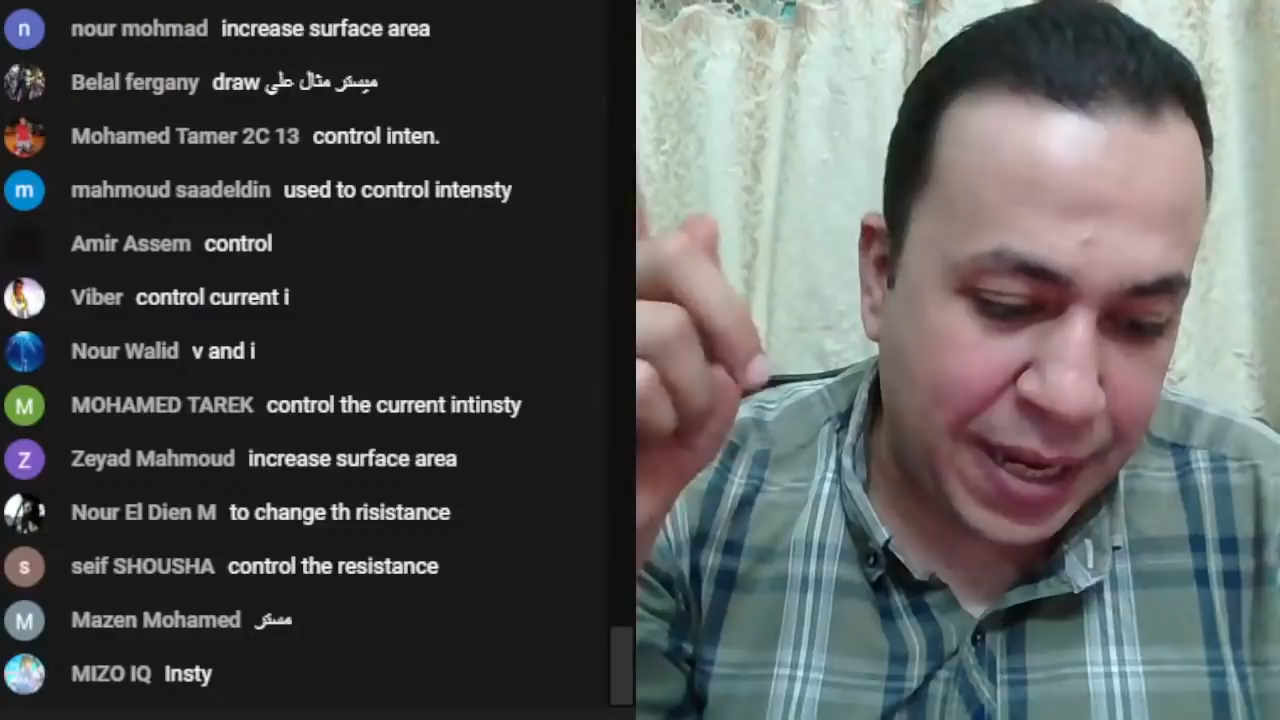 n
nour mohmad increase surface area
Belal fergany draw ميستر مثال علي
Mohamed Tamer 2C 13 control inten.
m
mahmoud saadeldin used to control intensty
Amir Assem control
Viber control current i
Nour Walid v and i
M
MOHAMED TAREK control the current intinsty
Z
Zeyad Mahmoud increase surface area
Nour El Dien M to change th risistance
s
seif SHOUSHA control the resistance
M
Mazen Mohamed مستر
MIZO IQ Insty